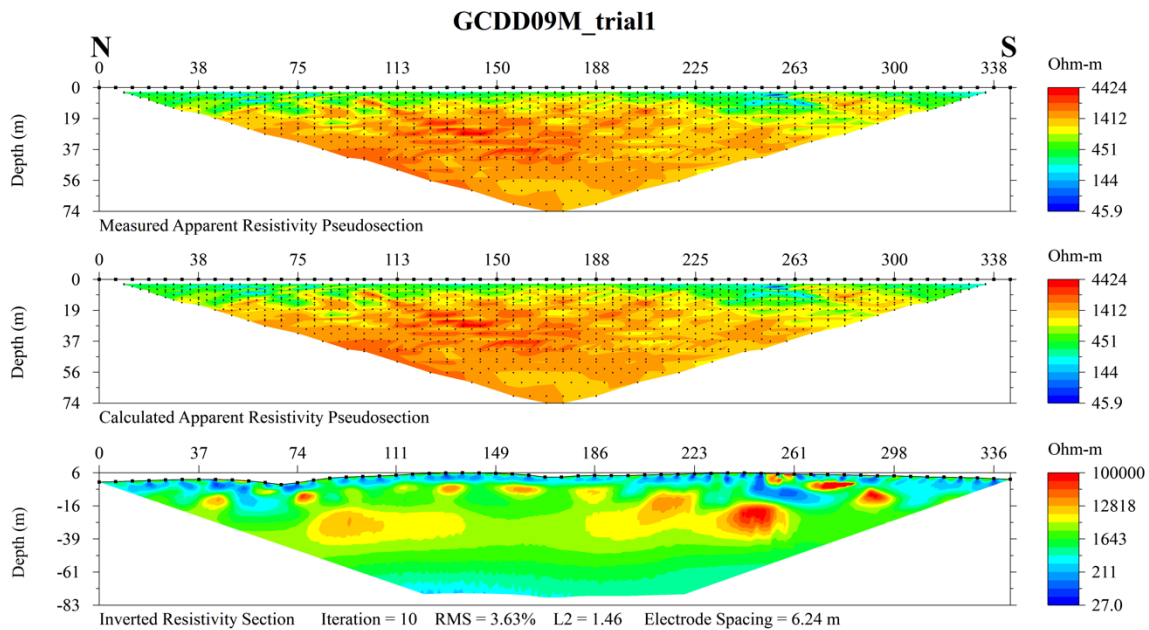 GCDD09M_trial1
N S
0 38 75 113 150 188 225 263 300 338
Ohm-m
0
19
37
56
74
Depth (m)
4424
1412
451
144
45.9
Measured Apparent Resistivity Pseudosection
0 38 75 113 150 188 225 263 300 338
Ohm-m
0
19
37
56
74
Depth (m)
4424
1412
451
144
45.9
Calculated Apparent Resistivity Pseudosection
0 37 74 111 149 186 223 261 298 336
Ohm-m
6
-16
-39
-61
-83
Depth (m)
100000
12818
1643
211
27.0
Inverted Resistivity Section Iteration = 10 RMS = 3.63% L2 = 1.46 Electrode Spacing = 6.24 m